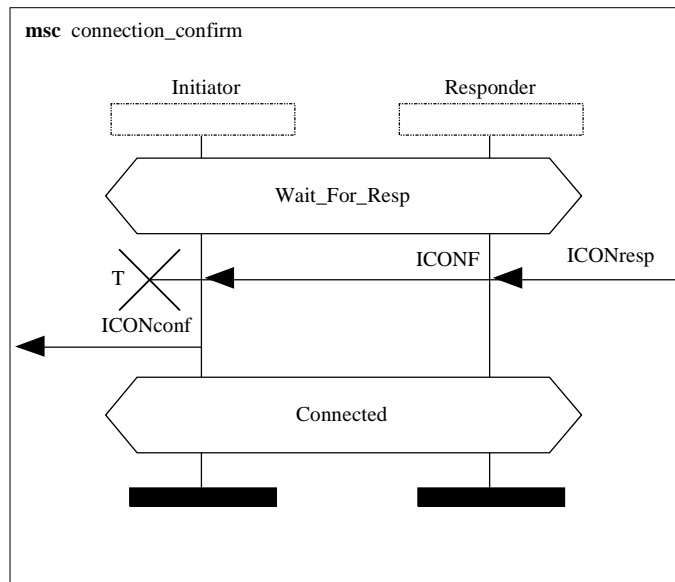 msc connection_confirm
Initiator Responder
Wait_For_Resp
ICONF ICONresp
T
ICONconf
Connected